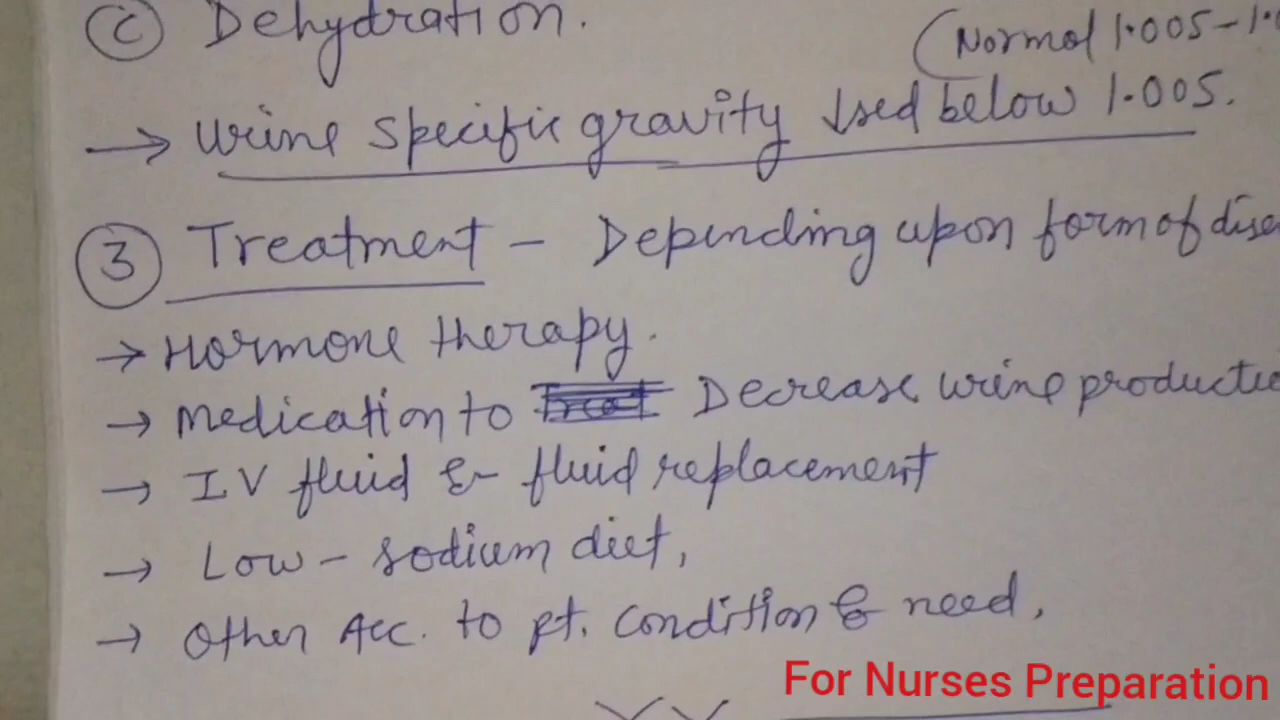 C Dehydration.
(Normal 1.005-1.
→ Urine specific gravity used below 1.005.
3 Treatment - Depending upon form of dise
→ Hormone therapy.
→ Medication to Decrease urine productio
→ IV fluid & fluid replacement
→ Low-sodium diet,
→ Other Acc. to pt. condition & need.
For Nurses Preparation